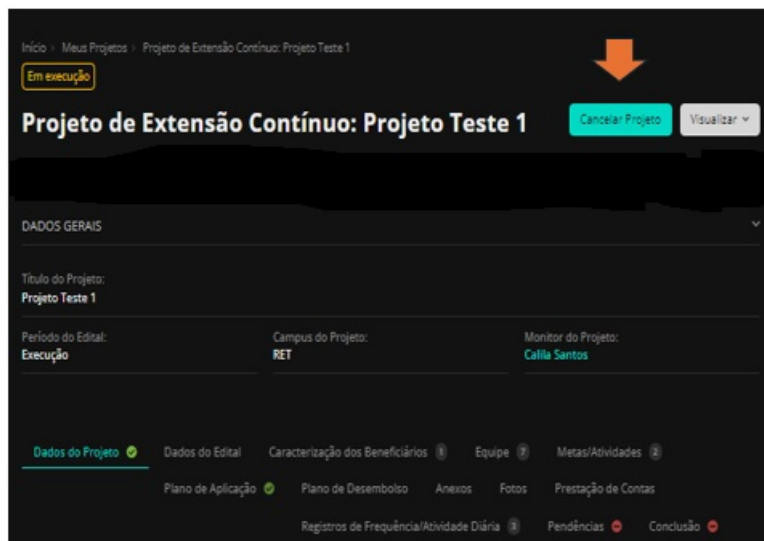 Início > Meus Projetos > Projeto de Extensão Contínuo: Projeto Teste 1
Em execução
Projeto de Extensão Contínuo: Projeto Teste 1
Cancelar Projeto
Visualizar
DADOS GERAIS
Título do Projeto:
Projeto Teste 1
Período do Edital:
Execução
Campus do Projeto:
RET
Monitor do Projeto:
Calila Santos
Dados do Projeto
Dados do Edital
Caracterização dos Beneficiários 1
Equipe 7
Metas/Atividades 2
Plano de Aplicação
Plano de Desembolso
Anexos
Fotos
Prestação de Contas
Registros de Frequência/Atividade Diária 3
Pendências
Conclusão